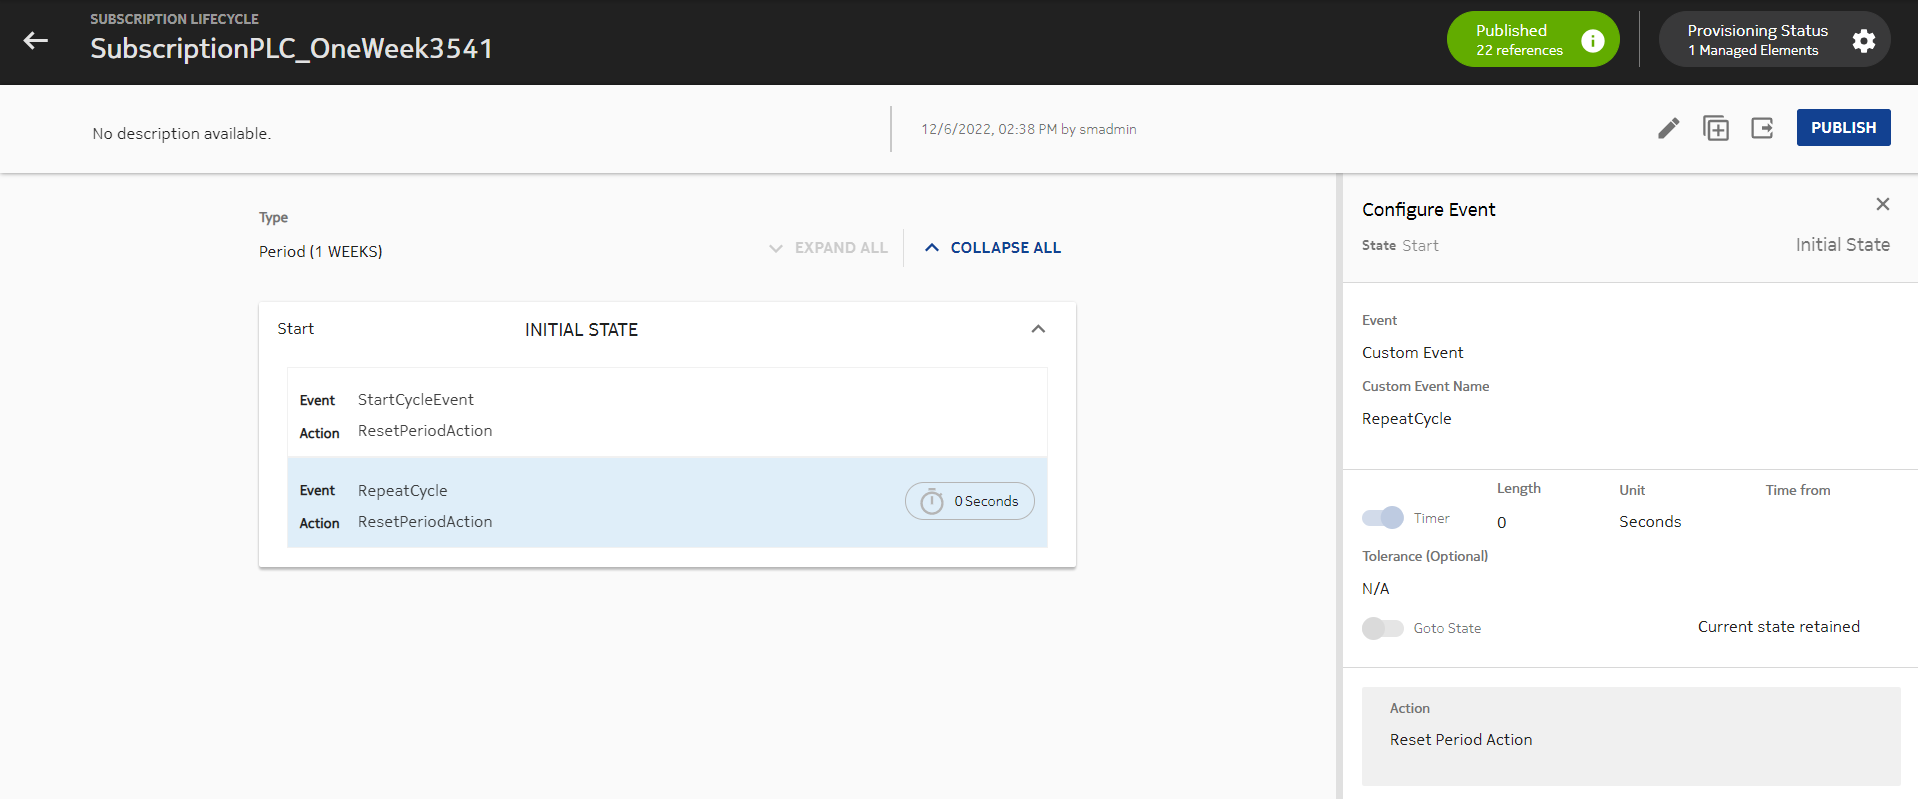 SUBSCRIPTION LIFECYCLE
SubscriptionPLC_OneWeek3541
Published
22 references
Provisioning Status
1 Managed Elements
No description available.
12/6/2022, 02:38 PM by smadmin
PUBLISH
Type
Period (1 WEEKS)
EXPAND ALL
COLLAPSE ALL
Start
INITIAL STATE
Event StartCycleEvent
Action ResetPeriodAction
Event RepeatCycle
Action ResetPeriodAction
0 Seconds
Configure Event
State Start
Initial State
Event
Custom Event
Custom Event Name
RepeatCycle
Timer
Length
0
Unit
Seconds
Time from
Tolerance (Optional)
N/A
Goto State
Current state retained
Action
Reset Period Action